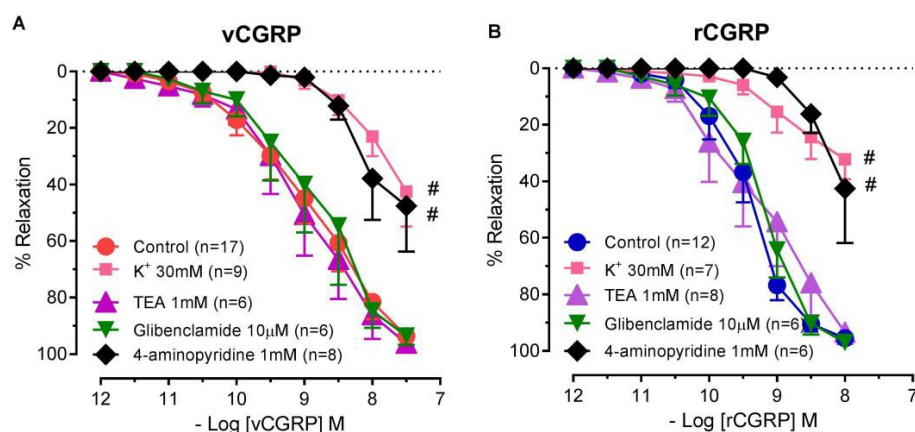 A
vCGRP
0
20
40
60
80
100
% Relaxation
#
#
Control (n=17)
K⁺ 30mM (n=9)
TEA 1mM (n=6)
Glibenclamide 10µM (n=6)
4-aminopyridine 1mM (n=8)
12 11 10 9 8 7
- Log [vCGRP] M
B
rCGRP
0
20
40
60
80
100
% Relaxation
#
#
Control (n=12)
K⁺ 30mM (n=7)
TEA 1mM (n=8)
Glibenclamide 10µM (n=6
4-aminopyridine 1mM (n=6)
12 11 10 9 8 7
- Log [rCGRP] M